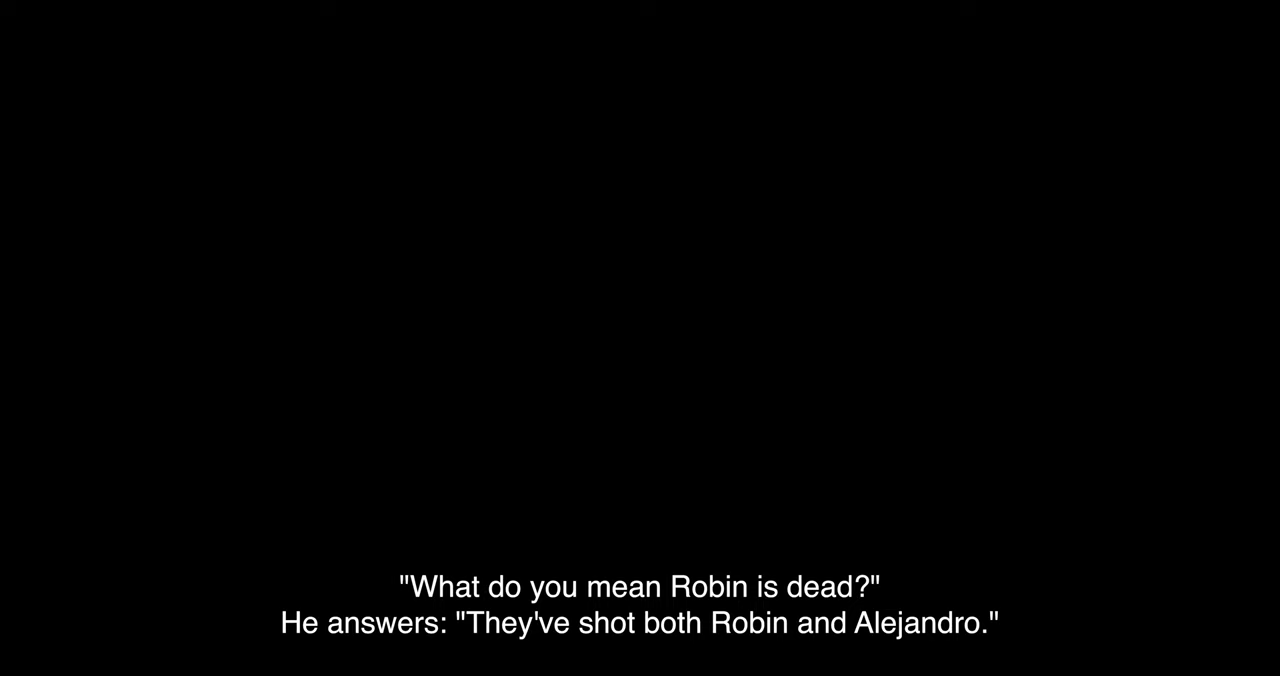 "What do you mean Robin is dead?"
He answers: "They've shot both Robin and Alejandro."